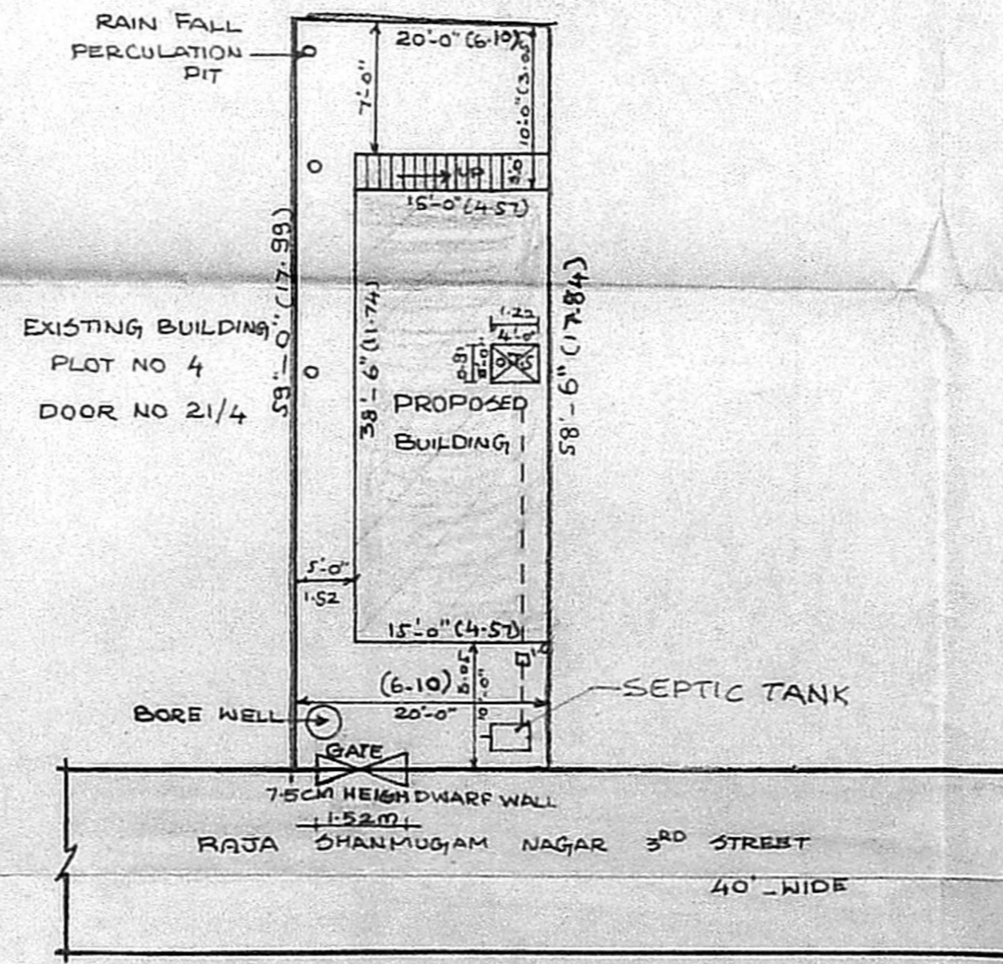 RAIN FALL
PERCULATION
PIT
20'-0" (6.10)
7'-0"
10'-0" (3.0
UP
3'.0
15'-0" (4.57)
59'-0" (17.99)
38'-6" (11.74)
58'-6" (17.84)
1.20
4'-0"
EXISTING BUILDING
PLOT NO 4
DOOR NO 21/4
PROPOSED
BUILDING
5'-0"
1.52
15'-0" (4.57)
(6.10)
20'-0"
SEPTIC TANK
BORE WELL
GATE
7.5CM HEIGH DWARF WALL
1.52m
RAJA SHANMUGAM NAGAR 3RD STREET
40'-WIDE